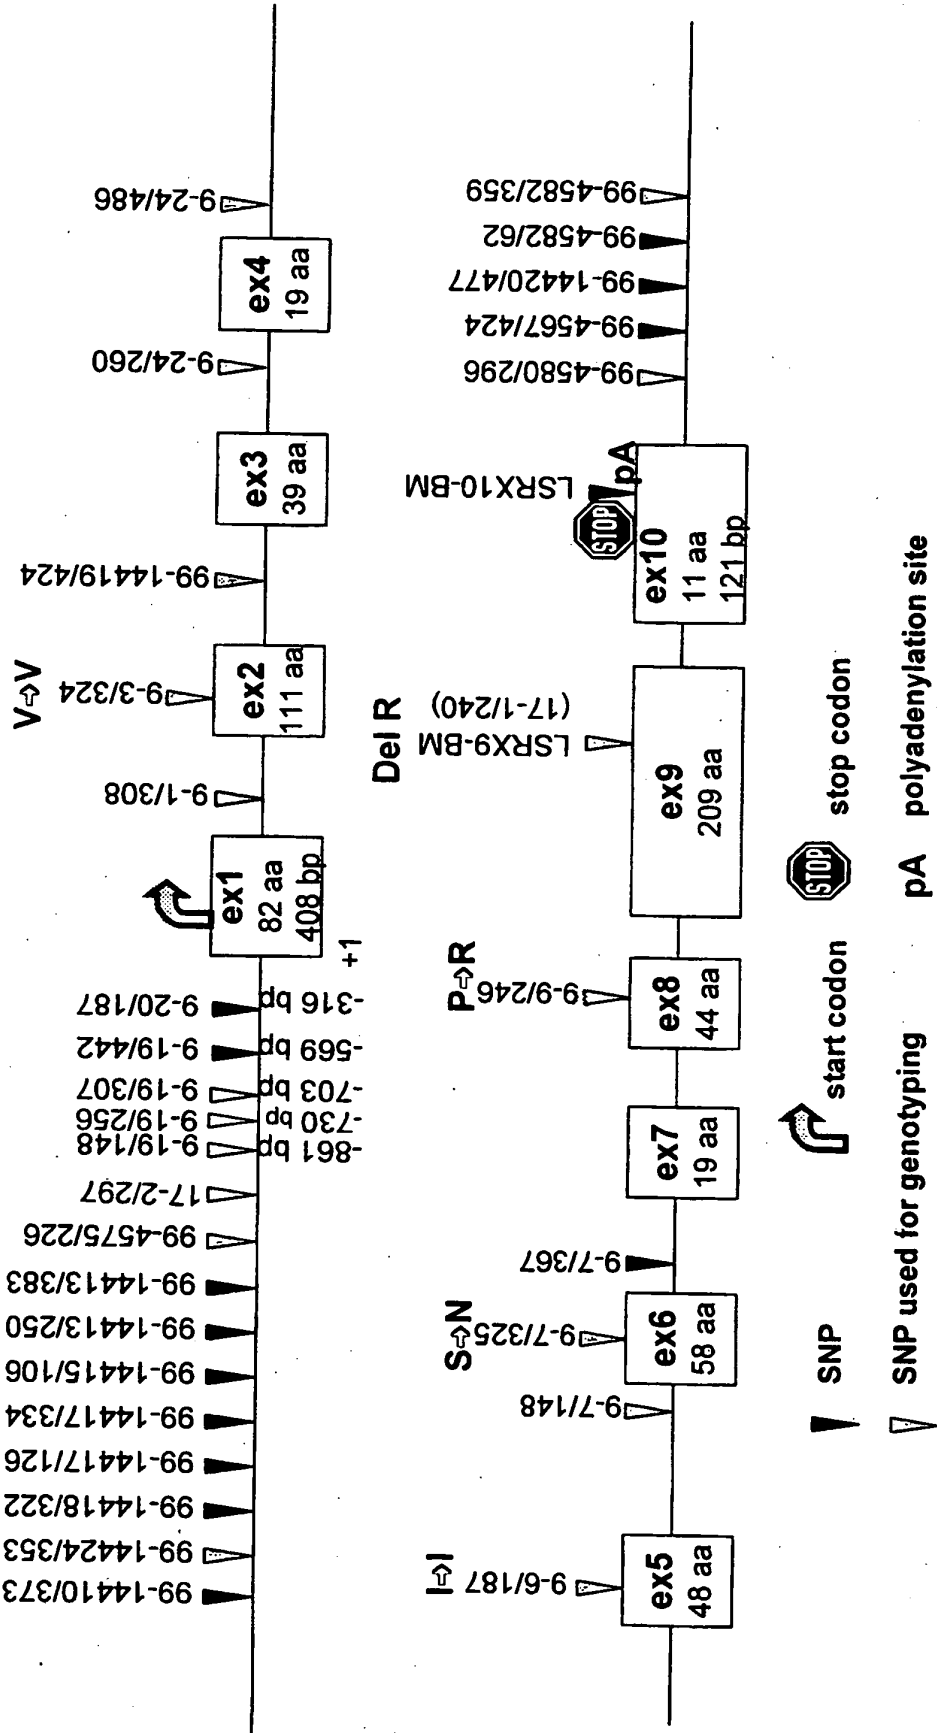 99-14410/373
99-14424/353
99-14418/322
99-14417/126
99-14417/334
99-14415/106
99-14413/250
99-14413/383
99-4575/226
17-2/297
9-19/148
9-19/256
9-19/307
9-19/442
9-20/187
-861 bp
-730 bp
-703 bp
-569 bp
-316 bp
+1
ex1
82 aa
408 bp
9-1/308
V⇨V
9-3/324
ex2
111 aa
99-14419/424
ex3
39 aa
9-24/260
ex4
19 aa
9-24/486
I⇨I
9-6/187
ex5
48 aa
9-7/148
S⇨N
9-7/325
ex6
58 aa
9-7/367
ex7
19 aa
P⇨R
9-9/246
ex8
44 aa
Del R
LSRX9-BM
(17-1/240)
ex9
209 aa
STOP
LSRX10-BM
pA
ex10
11 aa
121 bp
99-4580/296
99-4567/424
99-14420/477
99-4582/62
99-4582/359
SNP
start codon
STOP stop codon
SNP used for genotyping
pA polyadenylation site